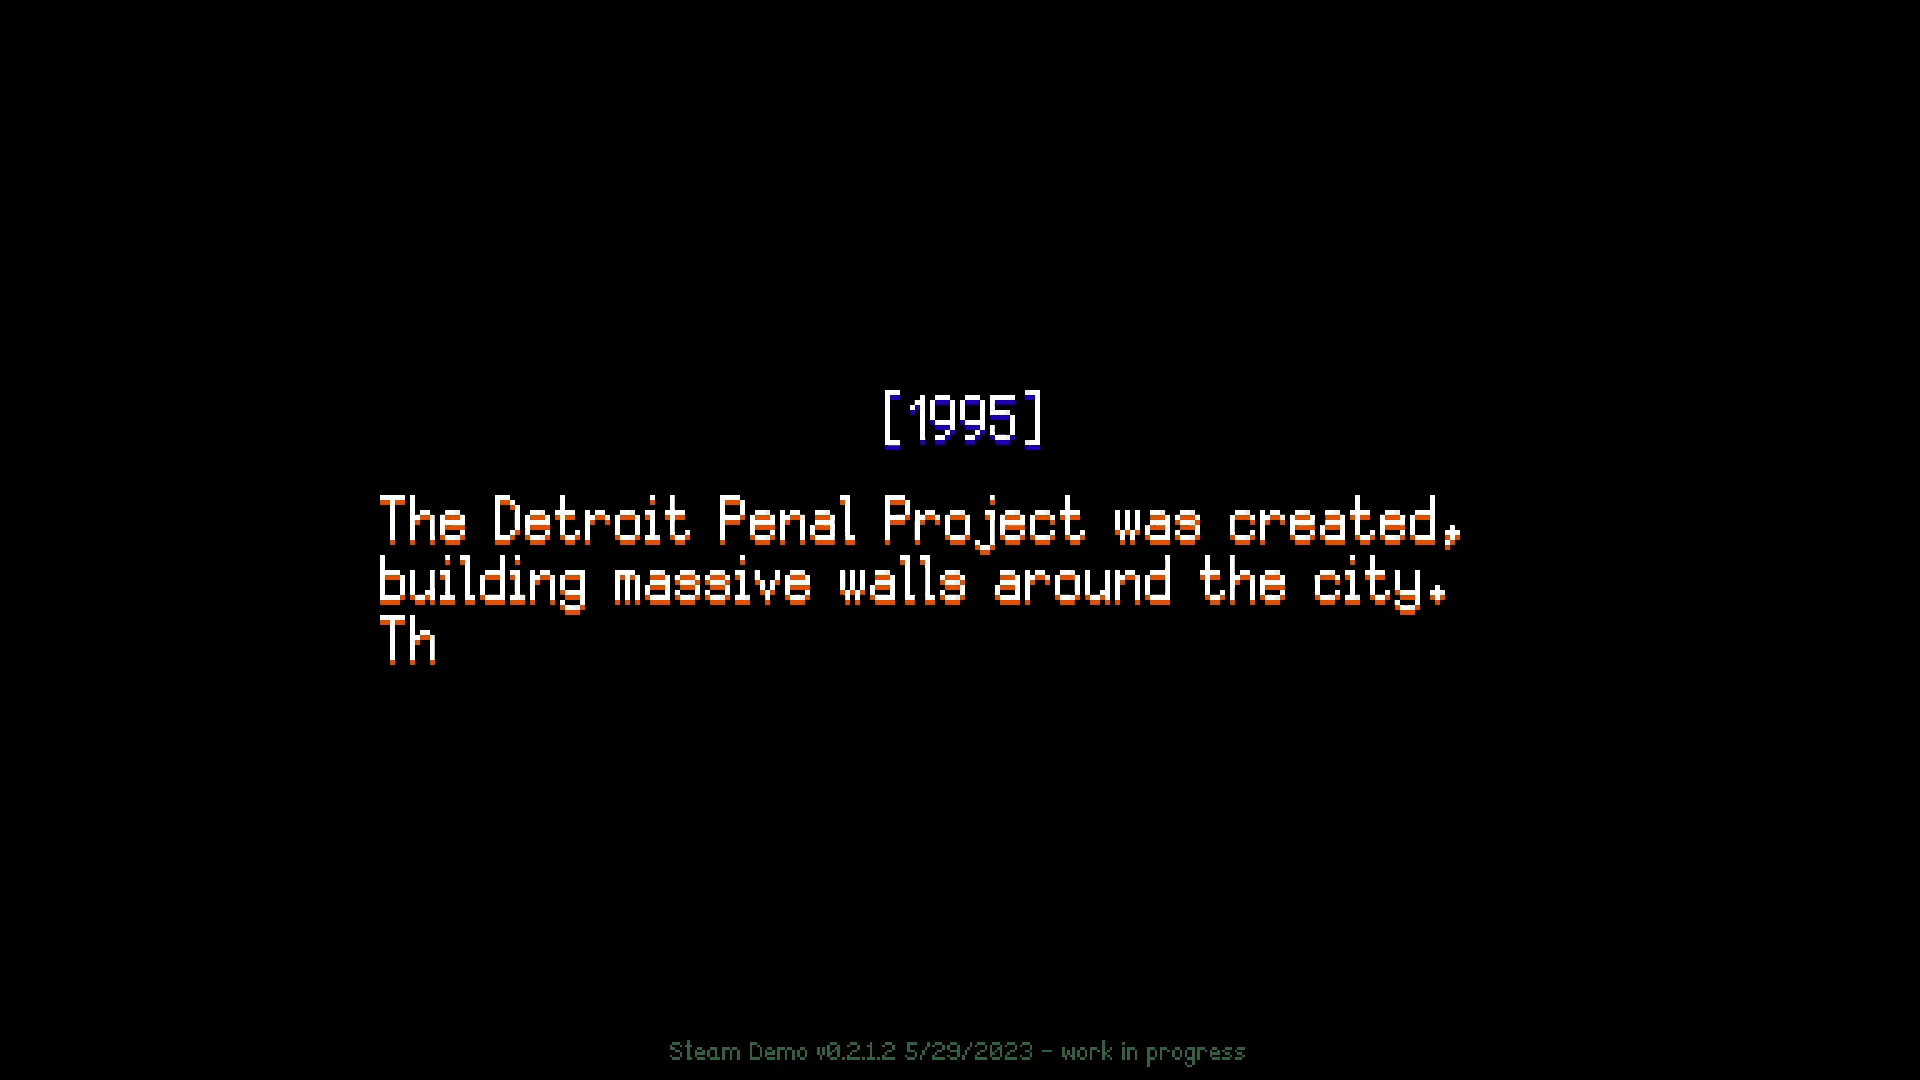 [1995]
The Detroit Penal Project was created,
building massive walls around the city.
Th
Steam Demo v0.2.1.2 5/29/2023 - work in progress